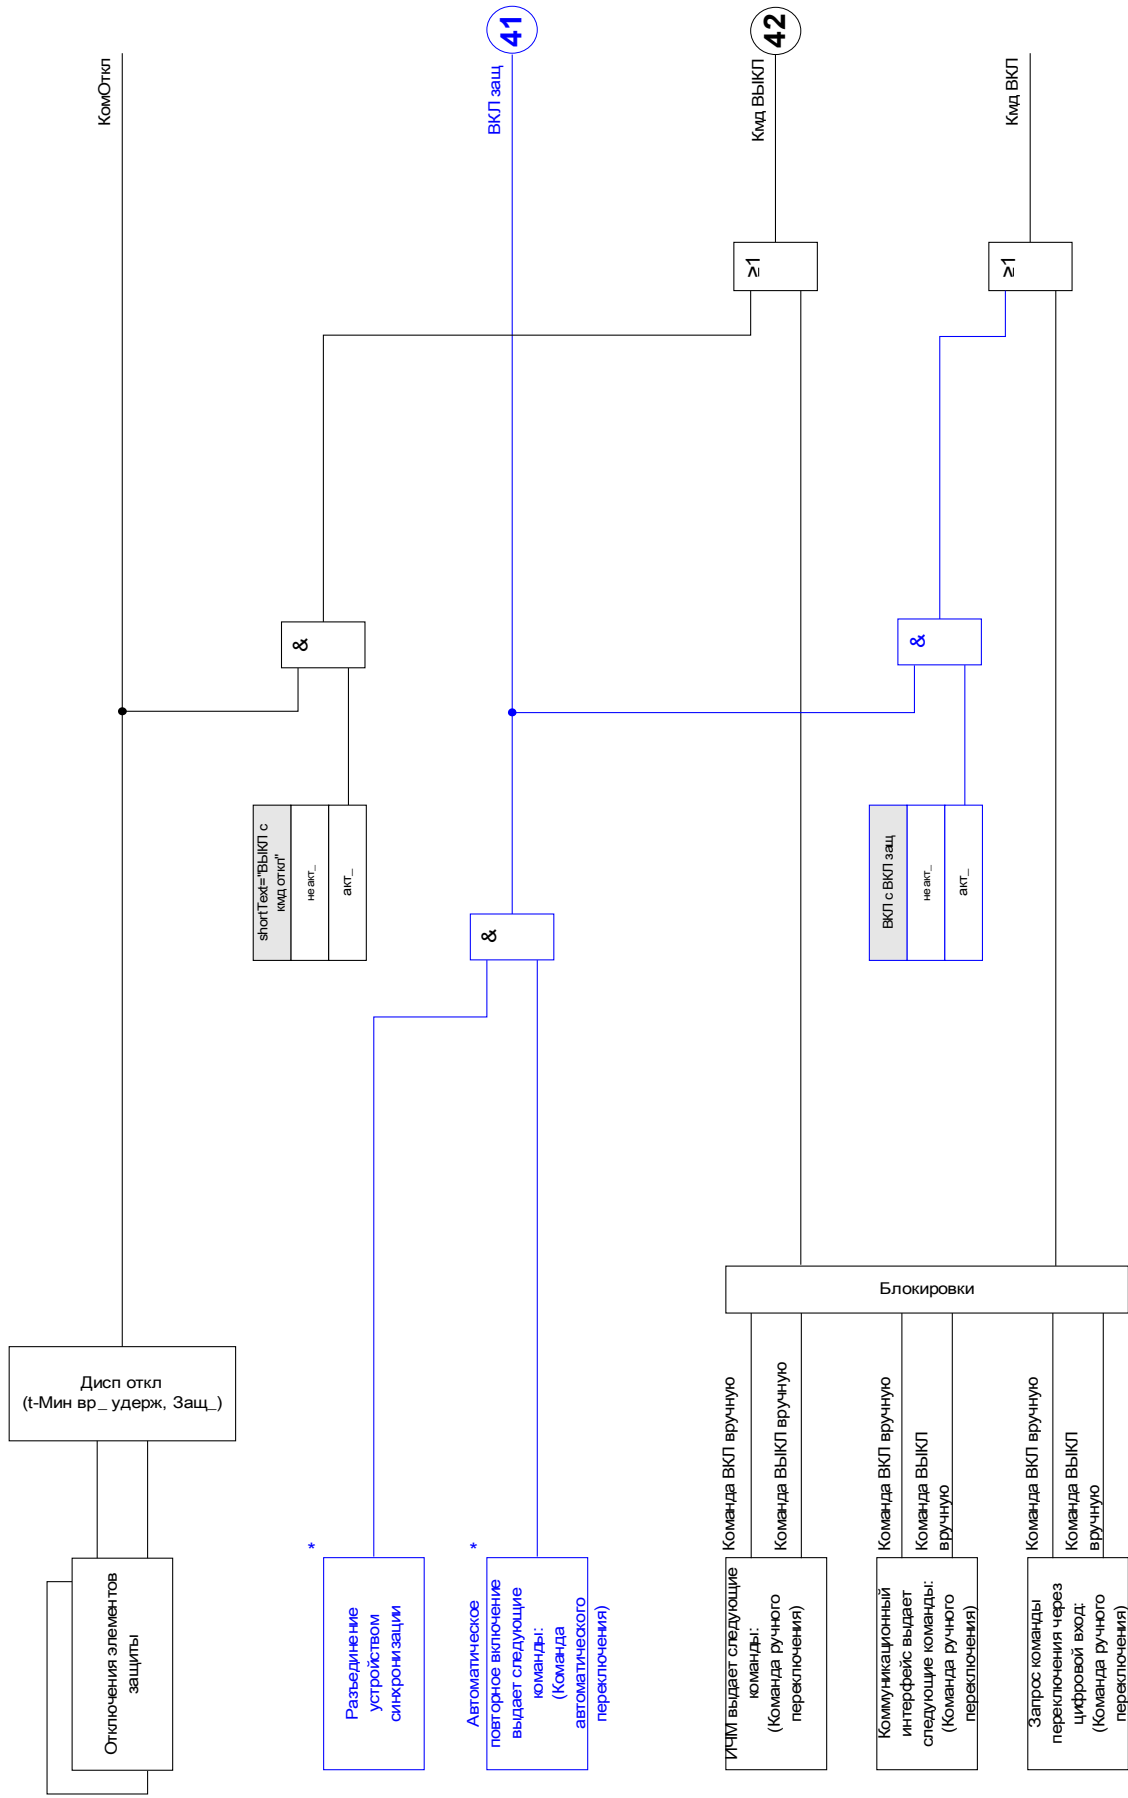 КомОткл
ВКЛ защ
41
Кмд ВЫКЛ
42
Кмд ВКЛ
≥1
≥1
&
&
shortText="ВЫКЛ с
кмд откл"
неакт_
акт_
ВКЛ с ВКЛ защ
неакт_
акт_
&
Дисп откл
(t-Мин вр_ удерж, Защ_)
Блокировки
Команда ВКЛ вручную
Команда ВЫКЛ вручную
Команда ВКЛ вручную
Команда ВЫКЛ
вручную
Команда ВКЛ вручную
Команда ВЫКЛ
вручную
Отключения элементов
защиты
*
Разъединение
устройством
синхронизации
*
Автоматическое
повторное включение
выдает следующие
команды:
(Команда
автоматического
переключения)
ИЧМ выдает следующие
команды:
(Команда ручного
переключения)
Коммуникационный
интерфейс выдает
следующие команды:
(Команда ручного
переключения)
Запрос команды
переключения через
цифровой вход:
(Команда ручного
переключения)